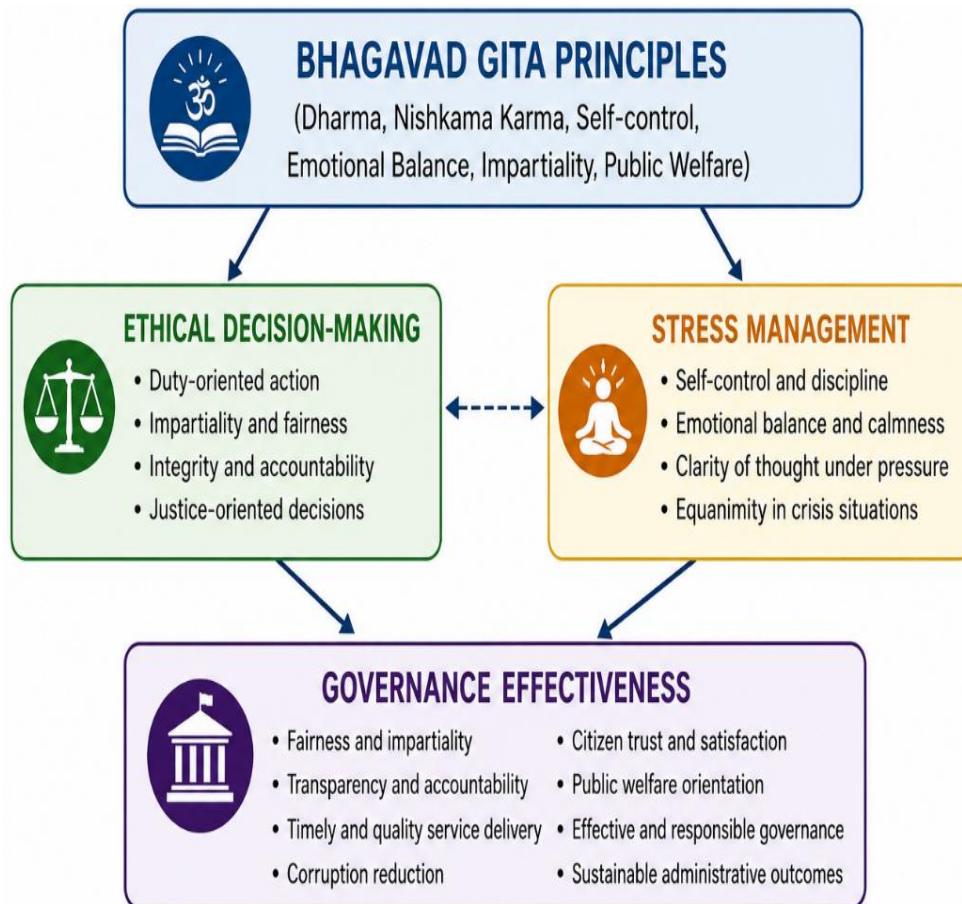 BHAGAVAD GITA PRINCIPLES
(Dharma, Nishkama Karma, Self-control,
Emotional Balance, Impartiality, Public Welfare)
ETHICAL DECISION-MAKING
• Duty-oriented action
• Impartiality and fairness
• Integrity and accountability
• Justice-oriented decisions
STRESS MANAGEMENT
• Self-control and discipline
• Emotional balance and calmness
• Clarity of thought under pressure
• Equanimity in crisis situations
GOVERNANCE EFFECTIVENESS
• Fairness and impartiality
• Transparency and accountability
• Timely and quality service delivery
• Corruption reduction
• Citizen trust and satisfaction
• Public welfare orientation
• Effective and responsible governance
• Sustainable administrative outcomes
ॐ